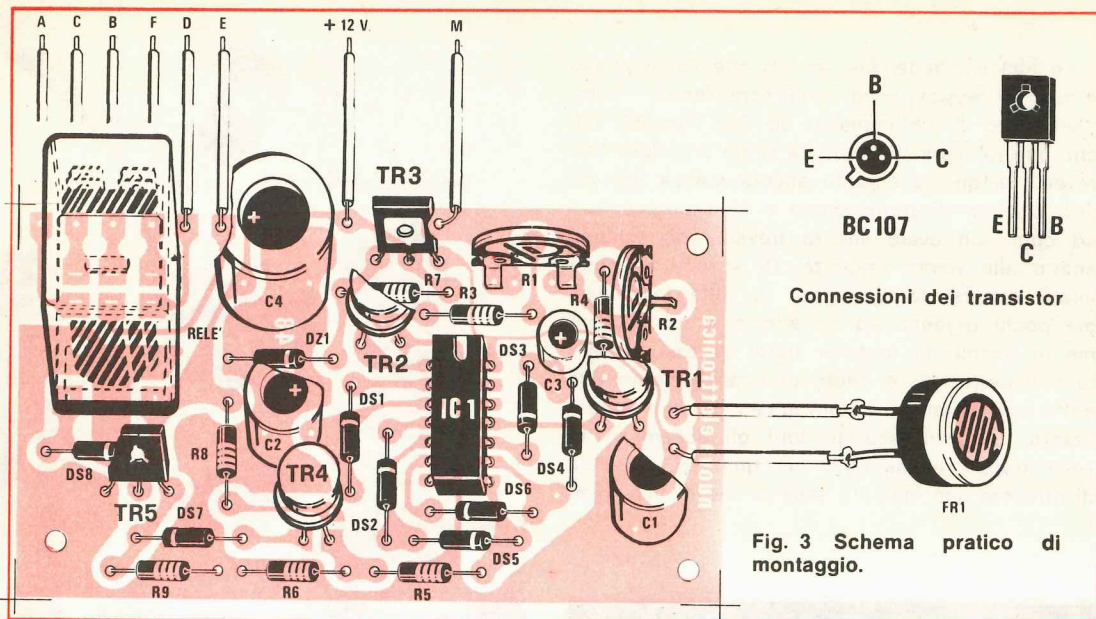 A C B F D E + 12 V. M
TR3
B
E C
BC107
E B
C
Connessioni dei transistor
C4
R7
R3
R1
R4
R2
RELE'
DZ1
TR2
DS3
C3
TR1
DS1
IC1
C2
R8
DS4
TR4
DS8
DS6
TR5
DS2
C1
FR1
DS7
DS5
R9
R6
R5
nuova elettronica
Fig. 3 Schema pratico di
montaggio.